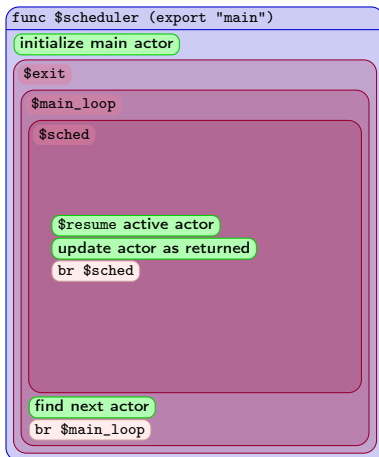 func $scheduler (export "main")
initialize main actor
$exit
$main_loop
$sched
$resume active actor
update actor as returned
br $sched
find next actor
br $main_loop